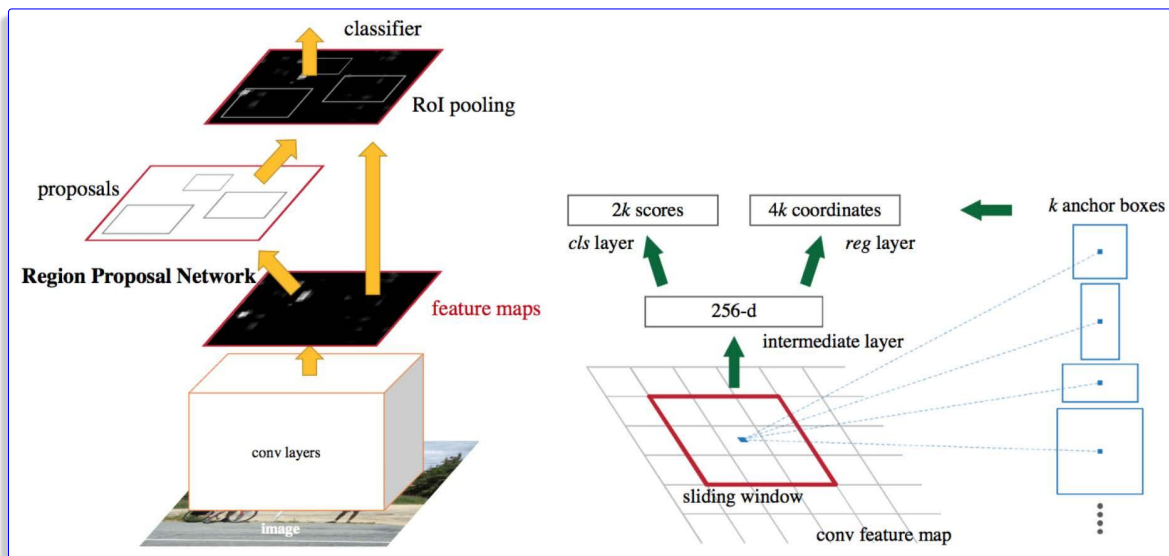 classifier
RoI pooling
proposals
Region Proposal Network
feature maps
conv layers
image
2k scores
4k coordinates
k anchor boxes
cls layer
reg layer
256-d
intermediate layer
sliding window
conv feature map